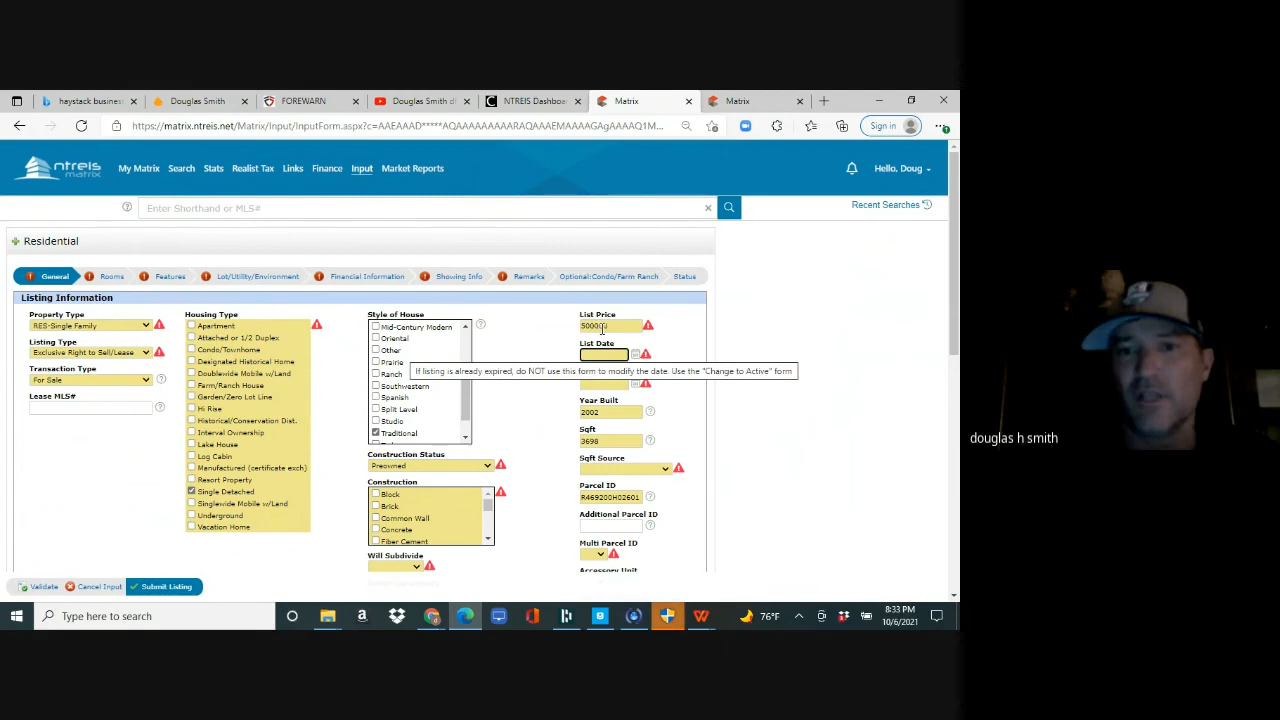 haystack busines
Douglas Smith
FOREWARN
Douglas Smith df
NTREIS Dashboar
Matrix
Matrix
https://matrix.ntreis.net/Matrix/Input/InputForm.aspx?c=AAEAAAD*****AQAAAAAAAAARAQAAAEMAAAAGAgAAAAQ1M...
Sign in
ntreis
matrix
My Matrix
Search
Stats
Realist Tax
Links
Finance
Input
Market Reports
Hello, Doug
Enter Shorthand or MLS#
Recent Searches
Residential
General
Rooms
Features
Lot/Utility/Environment
Financial Information
Showing Info
Remarks
Optional:Condo/Farm Ranch
Status
Listing Information
Property Type
RES-Single Family
Listing Type
Exclusive Right to Sell/Lease
Transaction Type
For Sale
Lease MLS#
Housing Type
Apartment
Attached or 1/2 Duplex
Condo/Townhome
Designated Historical Home
Doublewide Mobile w/Land
Farm/Ranch House
Garden/Zero Lot Line
Hi Rise
Historical/Conservation Dist.
Interval Ownership
Lake House
Log Cabin
Manufactured (certificate exch)
Resort Property
Single Detached
Singlewide Mobile w/Land
Underground
Vacation Home
Style of House
Mid-Century Modern
Oriental
Other
Prairie
Ranch
Southwestern
Spanish
Split Level
Studio
Traditional
Construction Status
Preowned
Construction
Block
Brick
Common Wall
Concrete
Fiber Cement
Will Subdivide
List Price
List Date
If listing is already expired, do NOT use this form to modify the date. Use the "Change to Active" form
Year Built
2002
Sqft
3698
Sqft Source
Parcel ID
R469200H02601
Additional Parcel ID
Multi Parcel ID
Accessory Unit
Validate
Cancel Input
Submit Listing
Type here to search
76°F
8:33 PM
10/6/2021
douglas h smith